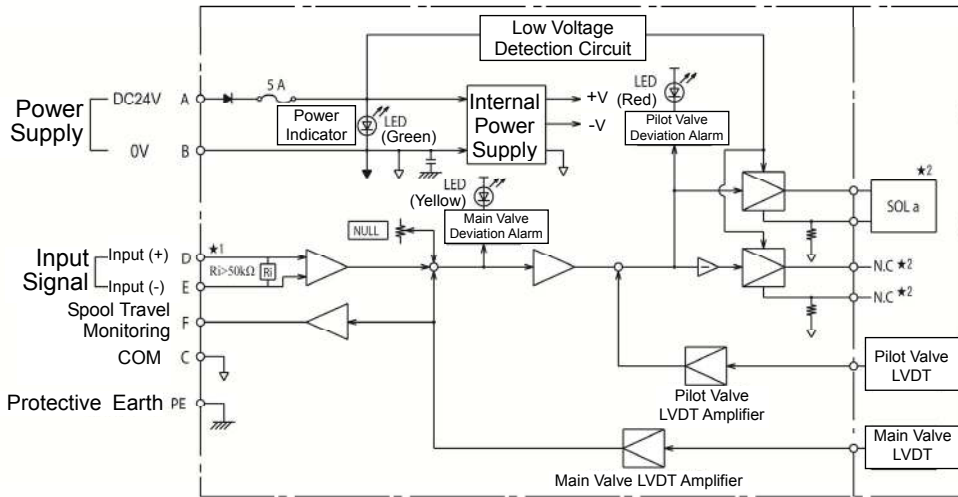 Low Voltage
Detection Circuit
Power
Supply
DC24V
A
5 A
0V
B
Power
Indicator
LED
(Green)
Internal
Power
Supply
+V
-V
LED
(Red)
Pilot Valve
Deviation Alarm
LED
(Yellow)
Main Valve
Deviation Alarm
NULL
★2
SOL a
Input
Signal
Input (+)
D
★1
Ri>50kΩ
Ri
Input (-)
E
N.C ★2
N.C ★2
Spool Travel
Monitoring
F
COM
C
Protective Earth
PE
Pilot Valve
LVDT Amplifier
Pilot Valve
LVDT
Main Valve LVDT Amplifier
Main Valve
LVDT